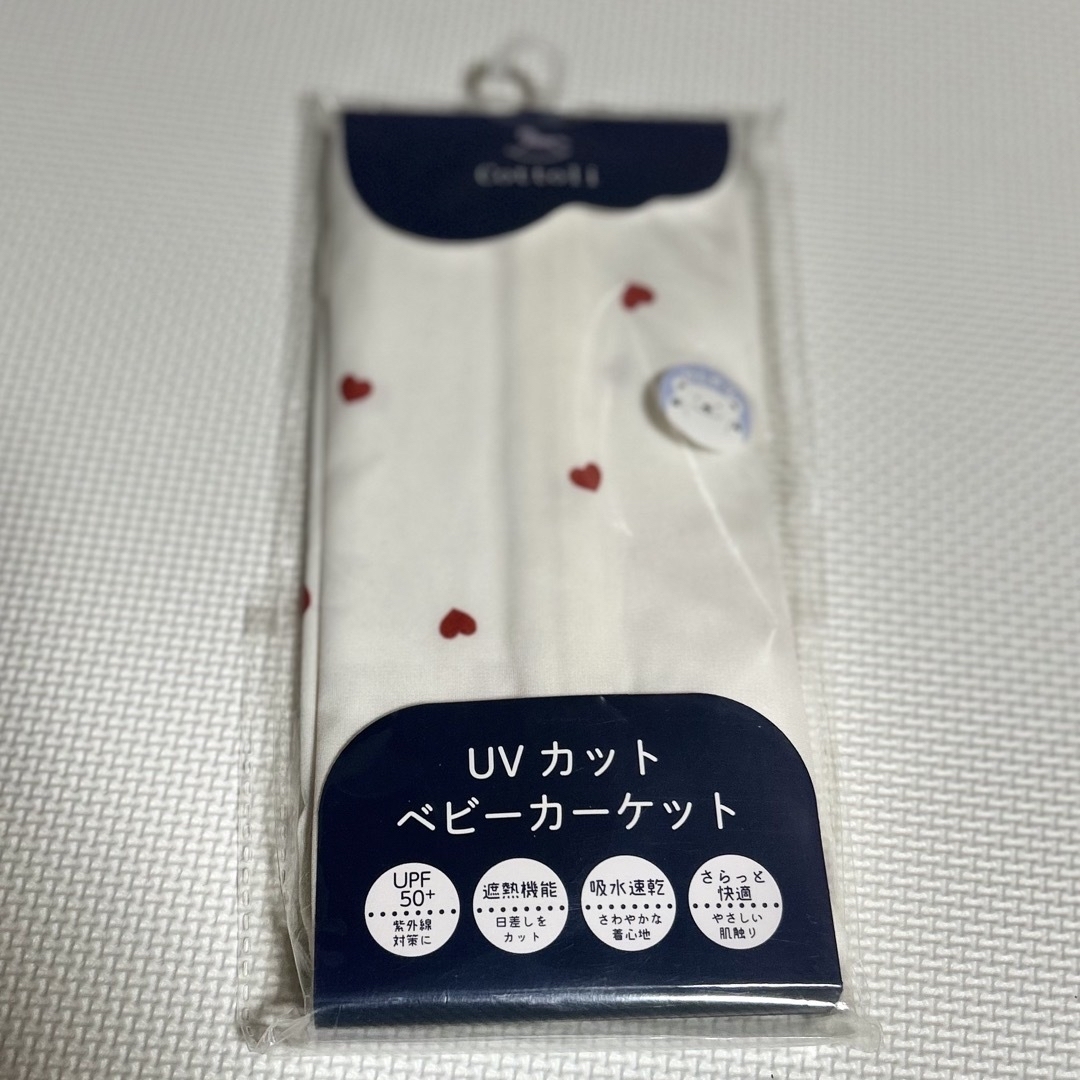 Cottoli
UV カット
ベビーカーケット
UPF
50+
紫外線
対策に
遮熱機能
日差しを
カット
吸水速乾
さわやかな
着心地
さらっと
快適
やさしい
肌触り